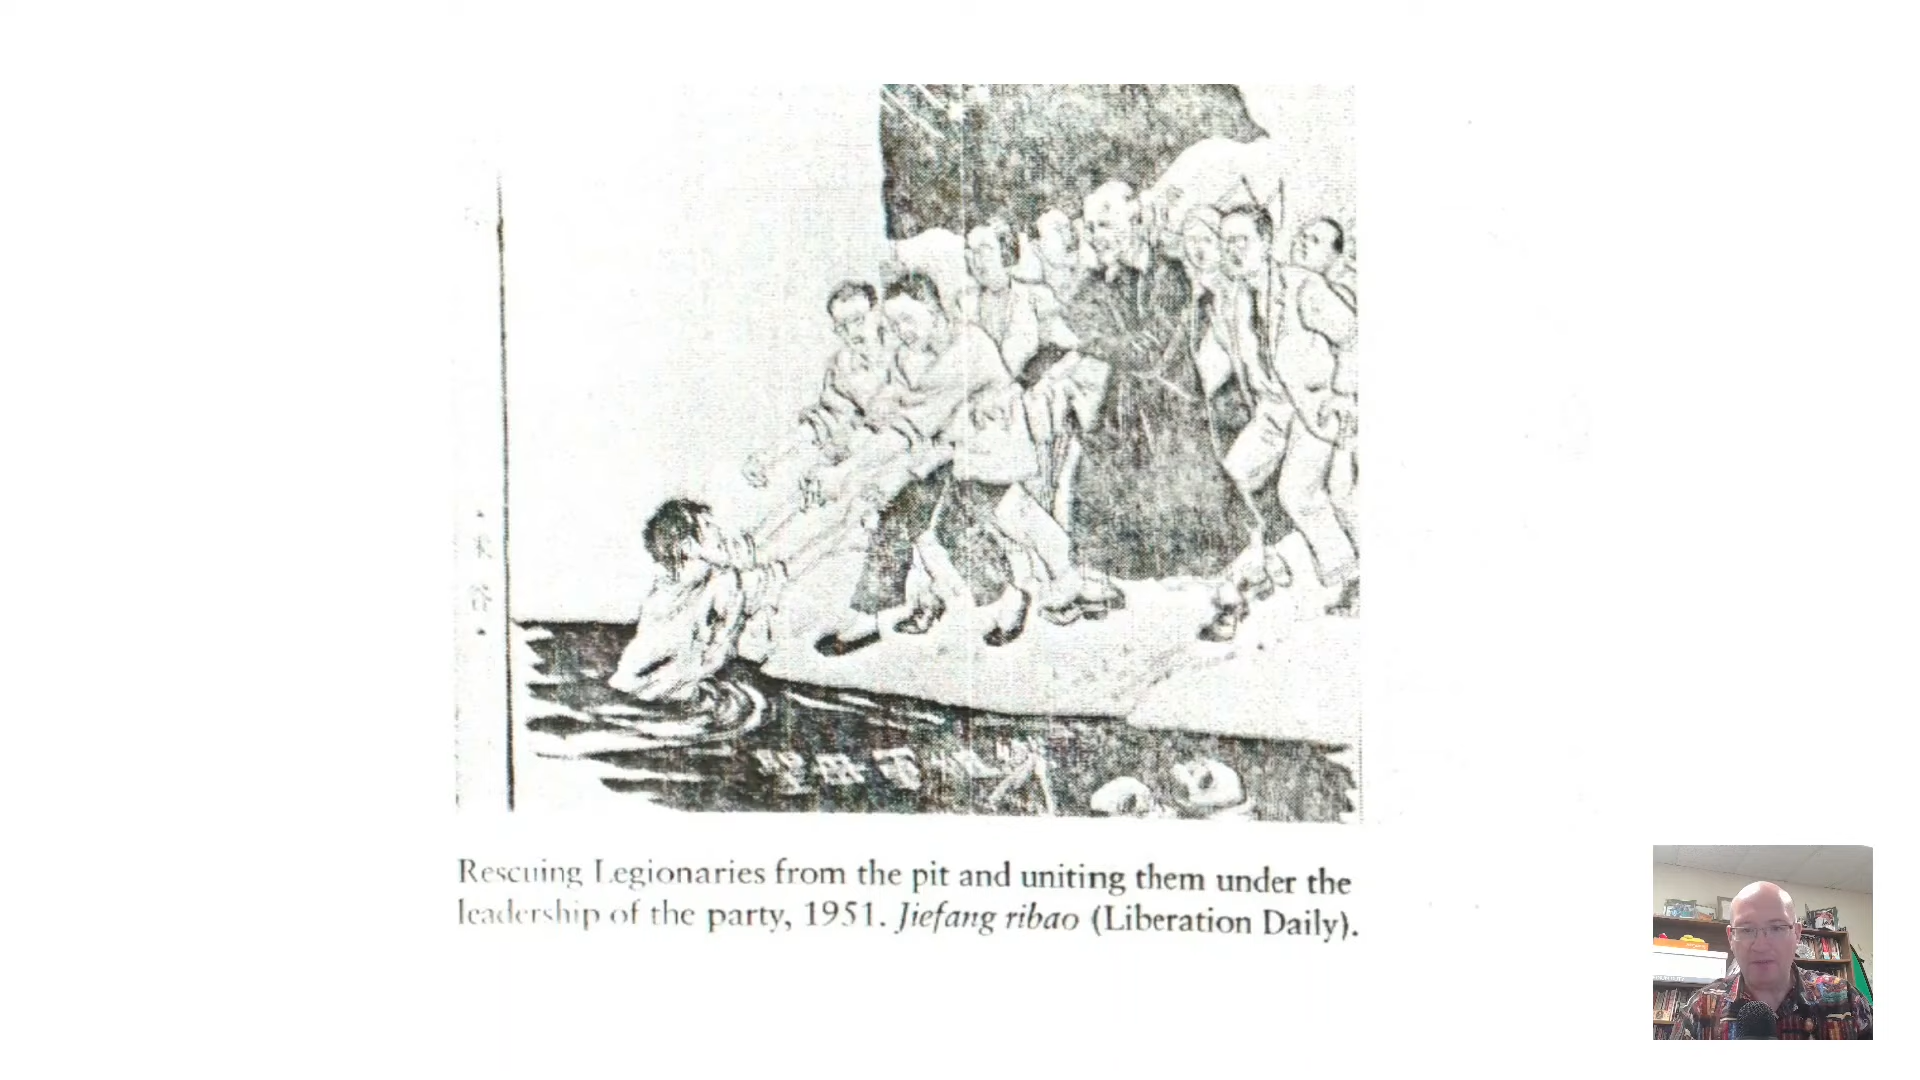 Rescuing Legionaries from the pit and uniting them under the
leadership of the party, 1951. Jiefang ribao (Liberation Daily).